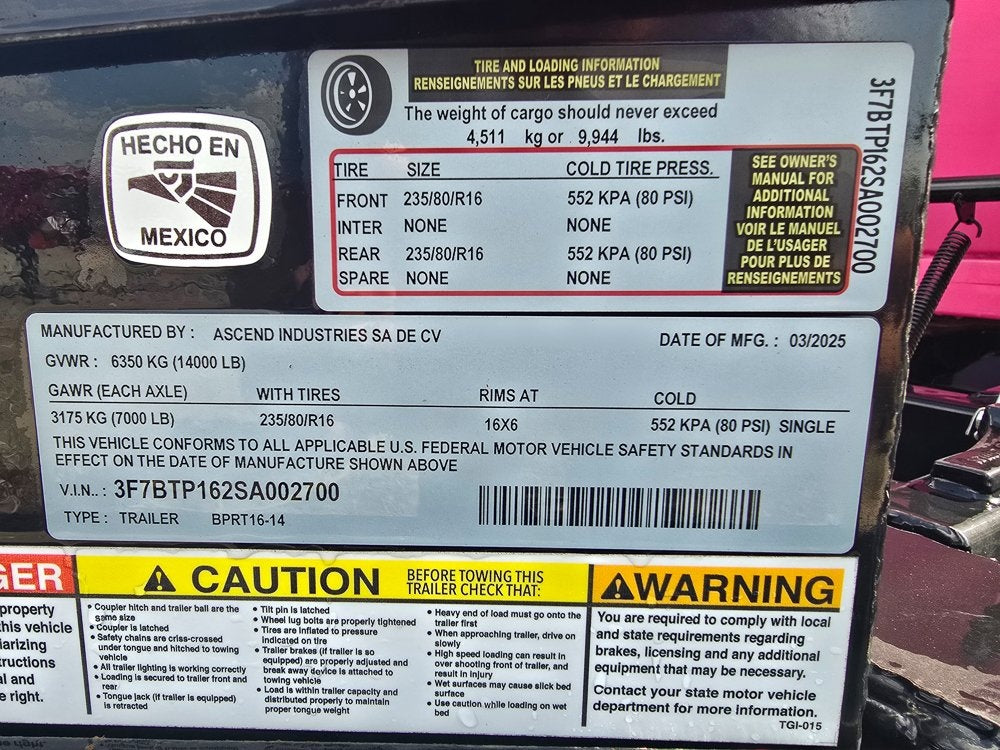 HECHO EN
MEXICO
TIRE AND LOADING INFORMATION
RENSEIGNEMENTS SUR LES PNEUS ET LE CHARGEMENT
The weight of cargo should never exceed
4,511 kg or 9,944 lbs.
TIRE SIZE COLD TIRE PRESS.
FRONT 235/80/R16 552 KPA (80 PSI)
INTER NONE NONE
REAR 235/80/R16 552 KPA (80 PSI)
SPARE NONE NONE
SEE OWNER'S
MANUAL FOR
ADDITIONAL
INFORMATION
VOIR LE MANUEL
DE L'USAGER
POUR PLUS DE
RENSEIGNEMENTS
3F7BTP162SA002700
MANUFACTURED BY : ASCEND INDUSTRIES SA DE CV DATE OF MFG. : 03/2025
GVWR : 6350 KG (14000 LB)
GAWR (EACH AXLE) WITH TIRES RIMS AT COLD
3175 KG (7000 LB) 235/80/R16 16X6 552 KPA (80 PSI) SINGLE
THIS VEHICLE CONFORMS TO ALL APPLICABLE U.S. FEDERAL MOTOR VEHICLE SAFETY STANDARDS IN
EFFECT ON THE DATE OF MANUFACTURE SHOWN ABOVE
V.I.N.. : 3F7BTP162SA002700
TYPE : TRAILER BPRT16-14
GER
property
this vehicle
iarizing
tructions
al and
e right.
CAUTION
BEFORE TOWING THIS
TRAILER CHECK THAT:
• Coupler hitch and trailer ball are the
same size
• Coupler is latched
• Safety chains are criss-crossed
under tongue and hitched to towing
vehicle
• All trailer lighting is working correctly
• Loading is secured to trailer front and
rear
• Tongue jack (if trailer is equipped)
is retracted
• Tilt pin is latched
• Wheel lug bolts are properly tightened
• Tires are inflated to pressure
indicated on tire
• Trailer brakes (if trailer is so
equipped) are properly adjusted and
break away device is attached to
towing vehicle
• Load is within trailer capacity and
distributed properly to maintain
proper tongue weight
• Heavy end of load must go onto the
trailer first
• When approaching trailer, drive on
slowly
• High speed loading can result in
over shooting front of trailer, and
result in injury
• Wet surfaces may cause slick bed
surface
• Use caution while loading on wet
bed
WARNING
You are required to comply with local
and state requirements regarding
brakes, licensing and any additional
equipment that may be necessary.
Contact your state motor vehicle
department for more information.
TGI-015